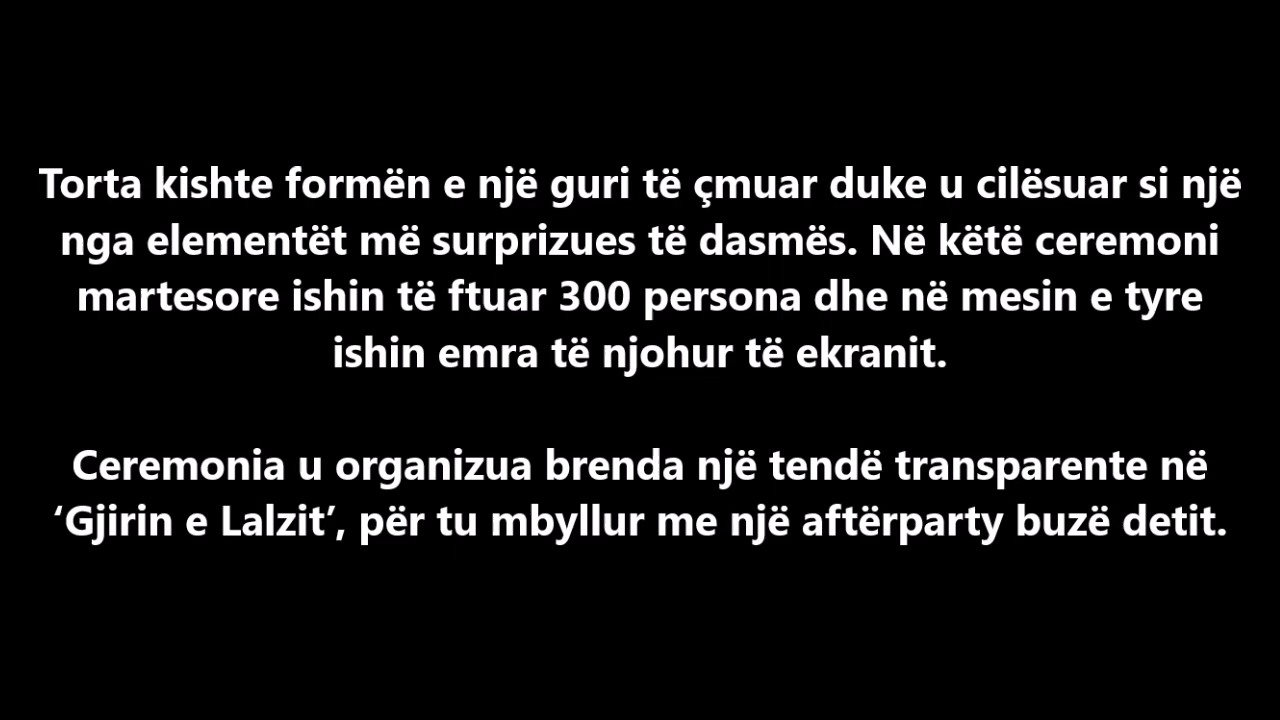 Torta kishte formën e një guri të çmuar duke u cilësuar si një
nga elementët më surprizues të dasmës. Në këtë ceremoni
martesore ishin të ftuar 300 persona dhe në mesin e tyre
ishin emra të njohur të ekranit.
Ceremonia u organizua brenda një tendë transparente në
‘Gjirin e Lalzit’, për tu mbyllur me një aftërparty buzë detit.